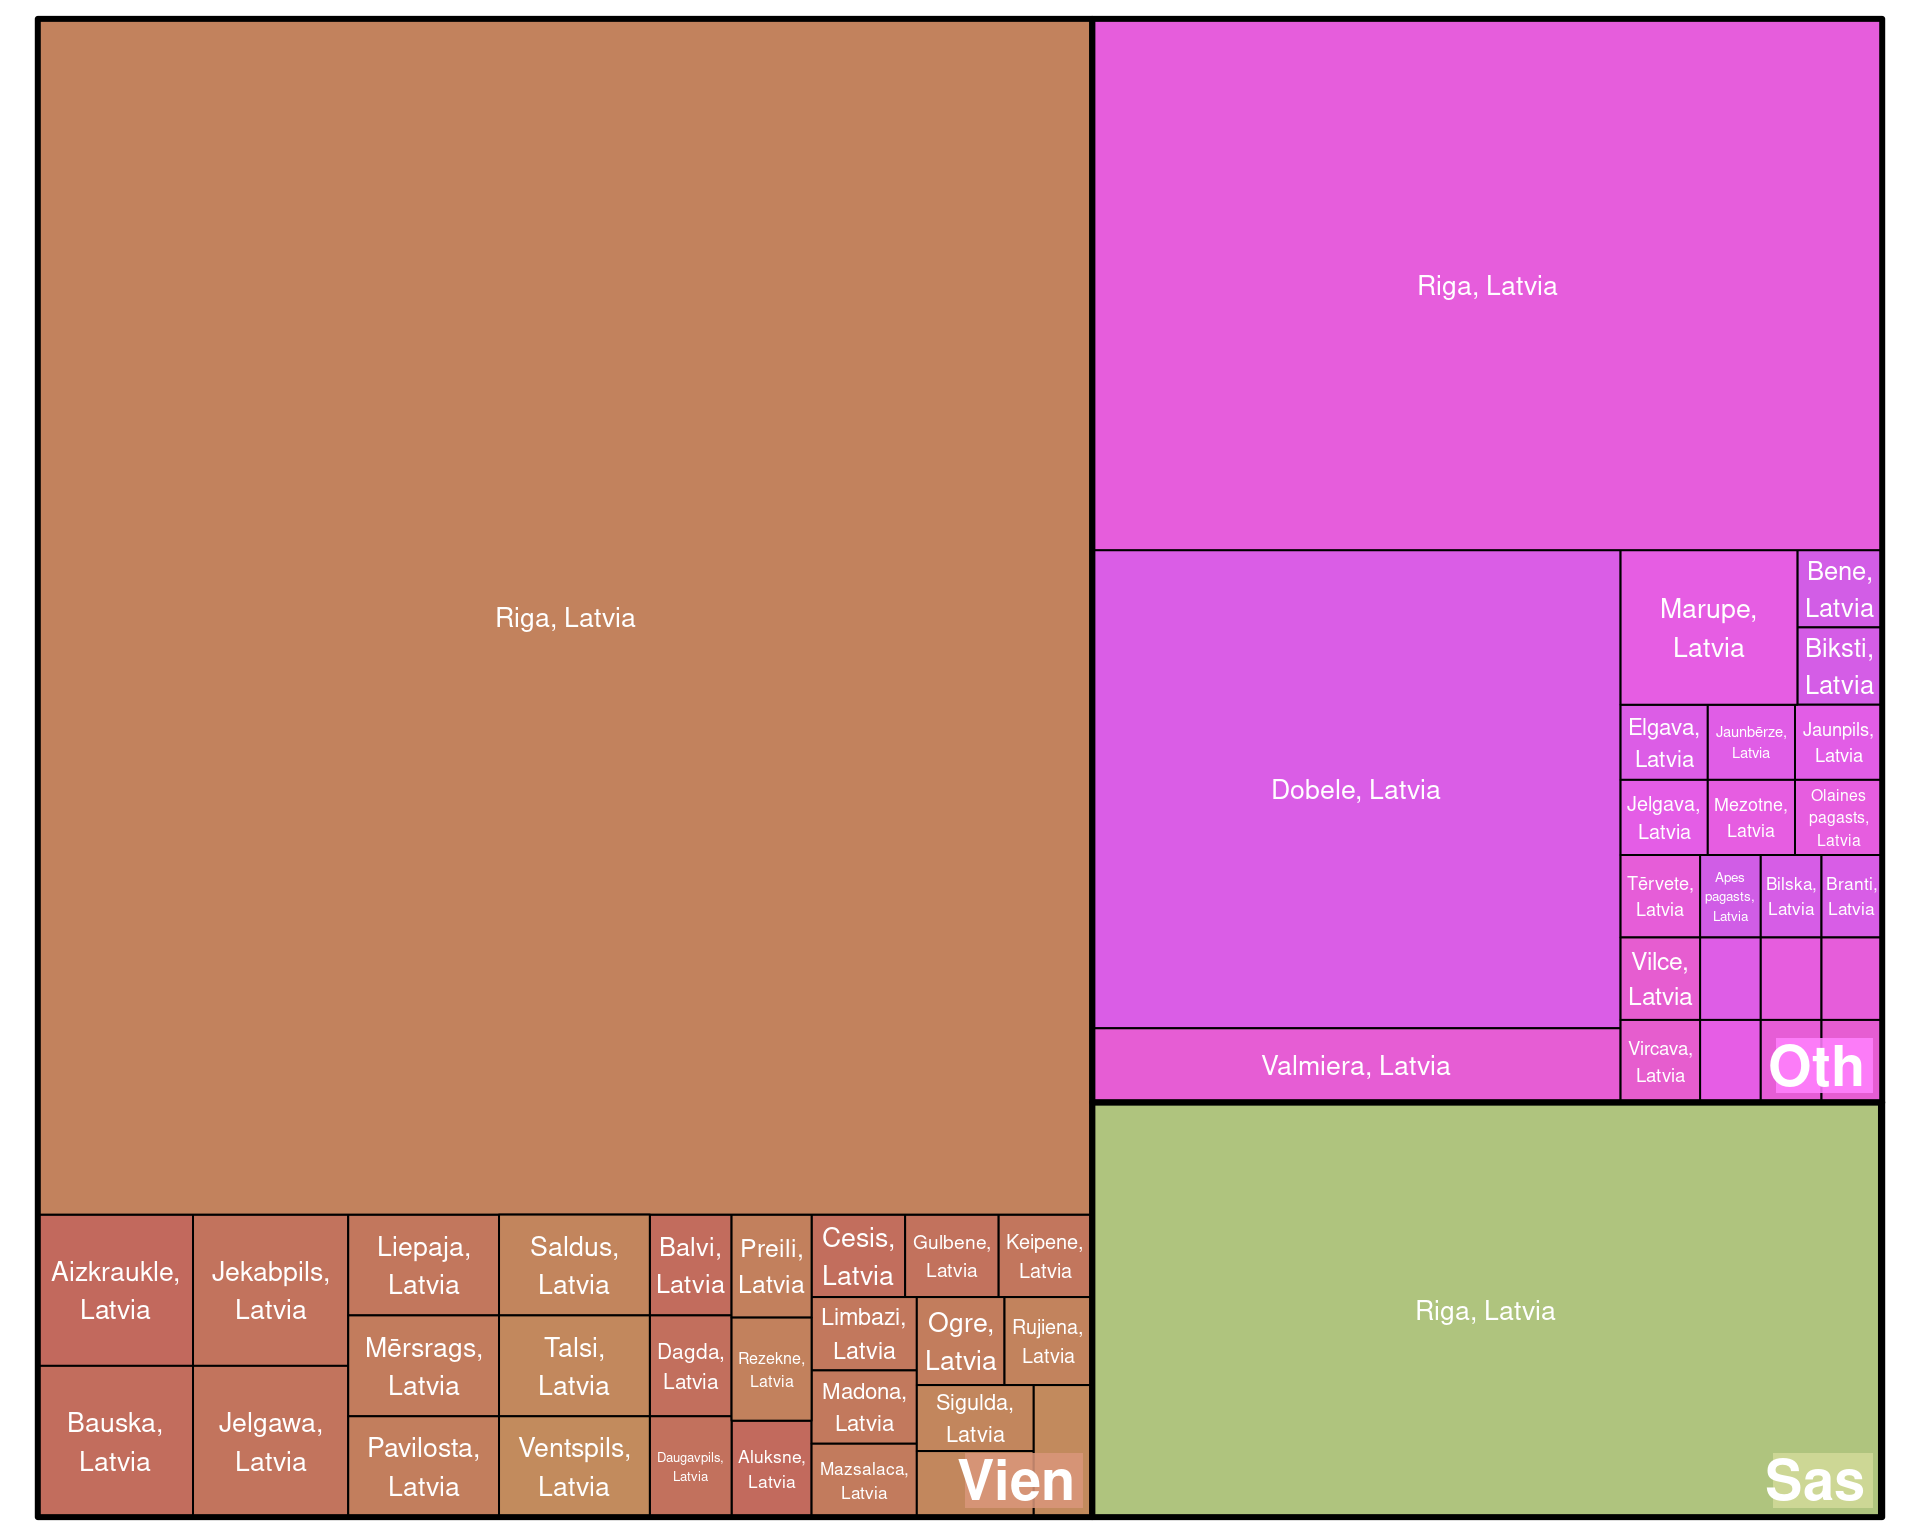 Riga, Latvia
Aizkraukle,
Latvia
Bauska,
Latvia
Jekabpils,
Latvia
Jelgawa,
Latvia
Liepaja,
Latvia
Mērsrags,
Latvia
Pavilosta,
Latvia
Saldus,
Latvia
Talsi,
Latvia
Ventspils,
Latvia
Balvi,
Latvia
Dagda,
Latvia
Daugavpils,
Latvia
Preili,
Latvia
Rezekne,
Latvia
Aluksne,
Latvia
Cesis,
Latvia
Gulbene,
Latvia
Keipene,
Latvia
Limbazi,
Latvia
Madona,
Latvia
Mazsalaca,
Latvia
Ogre,
Latvia
Rujiena,
Latvia
Sigulda,
Latvia
Vien
Riga, Latvia
Dobele, Latvia
Valmiera, Latvia
Marupe,
Latvia
Bene,
Latvia
Biksti,
Latvia
Elgava,
Latvia
Jaunbērze,
Latvia
Jaunpils,
Latvia
Jelgava,
Latvia
Mezotne,
Latvia
Olaines
pagasts,
Latvia
Tērvete,
Latvia
Apes
pagasts,
Latvia
Bilska,
Latvia
Branti,
Latvia
Vilce,
Latvia
Vircava,
Latvia
Oth
Riga, Latvia
Sas